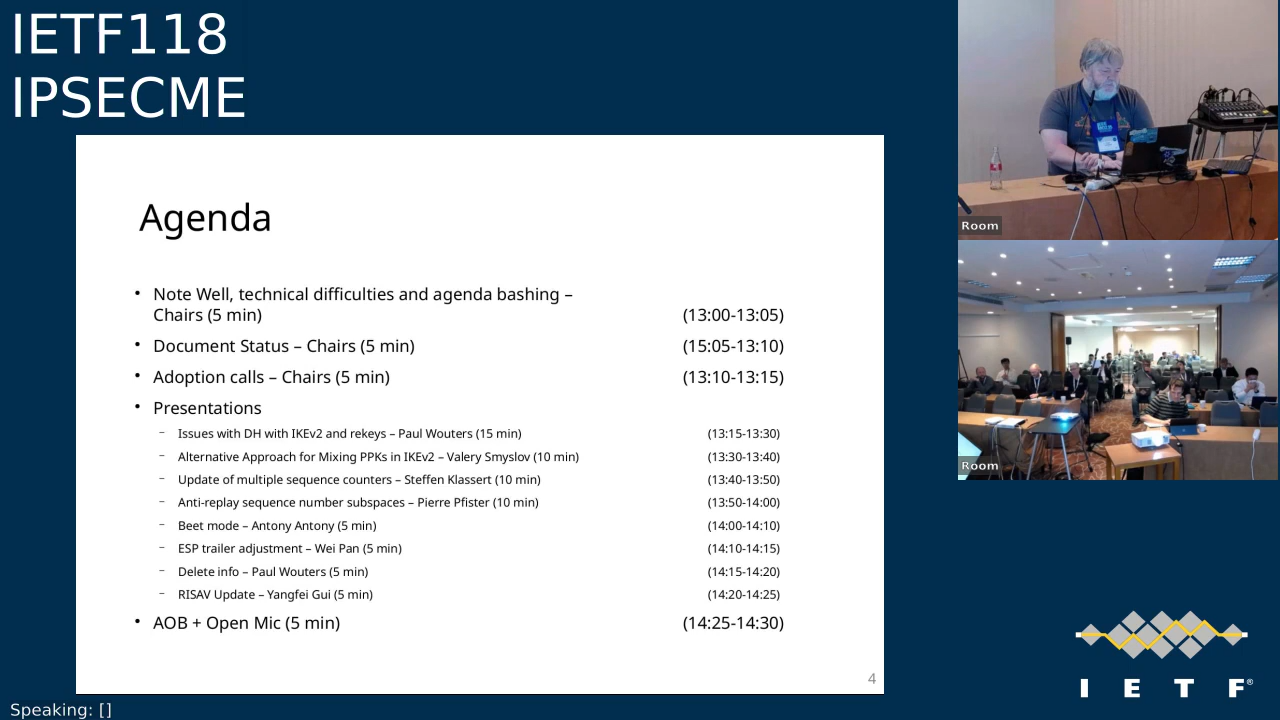 IETF118
IPSECME
Agenda
• Note Well, technical difficulties and agenda bashing –
Chairs (5 min) (13:00-13:05)
• Document Status – Chairs (5 min) (15:05-13:10)
• Adoption calls – Chairs (5 min) (13:10-13:15)
• Presentations
– Issues with DH with IKEv2 and rekeys – Paul Wouters (15 min) (13:15-13:30)
– Alternative Approach for Mixing PPKs in IKEv2 – Valery Smyslov (10 min) (13:30-13:40)
– Update of multiple sequence counters – Steffen Klassert (10 min) (13:40-13:50)
– Anti-replay sequence number subspaces – Pierre Pfister (10 min) (13:50-14:00)
– Beet mode – Antony Antony (5 min) (14:00-14:10)
– ESP trailer adjustment – Wei Pan (5 min) (14:10-14:15)
– Delete info – Paul Wouters (5 min) (14:15-14:20)
– RISAV Update – Yangfei Gui (5 min) (14:20-14:25)
• AOB + Open Mic (5 min) (14:25-14:30)
4
Room
Room
I E T F®
Speaking: []